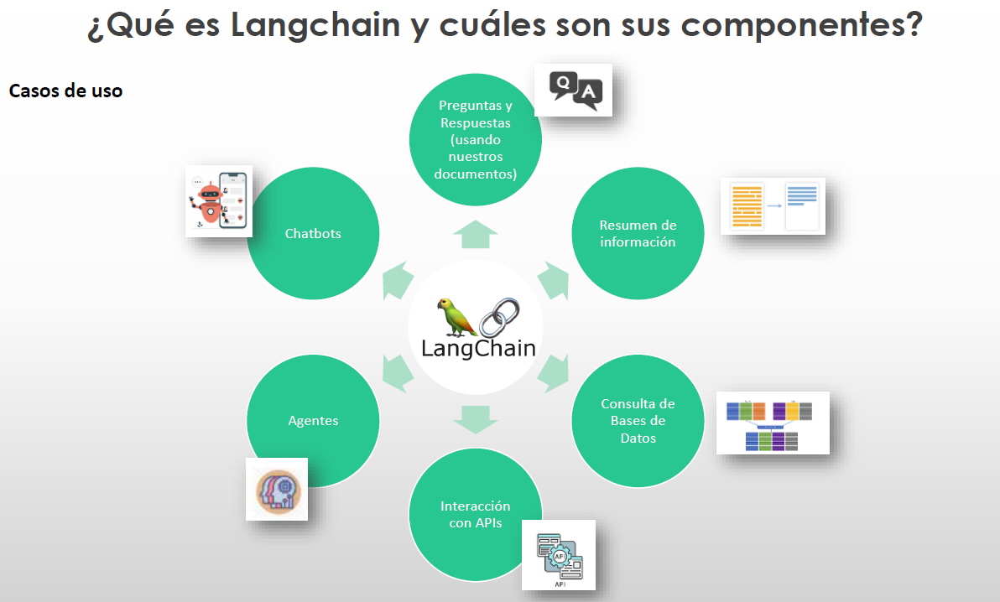 ¿Qué es Langchain y cuáles son sus componentes?
Casos de uso
Preguntas y
Respuestas
(usando
nuestros
documentos)
Q
A
Resumen de
información
Consulta de
Bases de
Datos
Interacción
con APIs
API
API
Agentes
Chatbots
LangChain